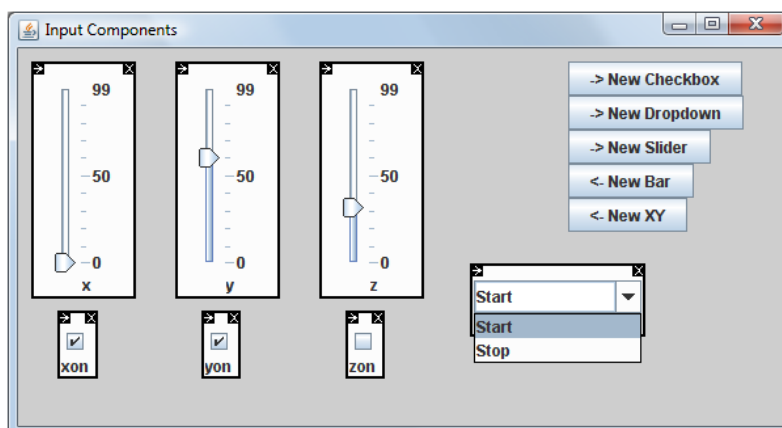 Input Components
99
50
0
x
99
50
0
y
99
50
0
z
xon
yon
zon
-> New Checkbox
-> New Dropdown
-> New Slider
<- New Bar
<- New XY
Start
Start
Stop